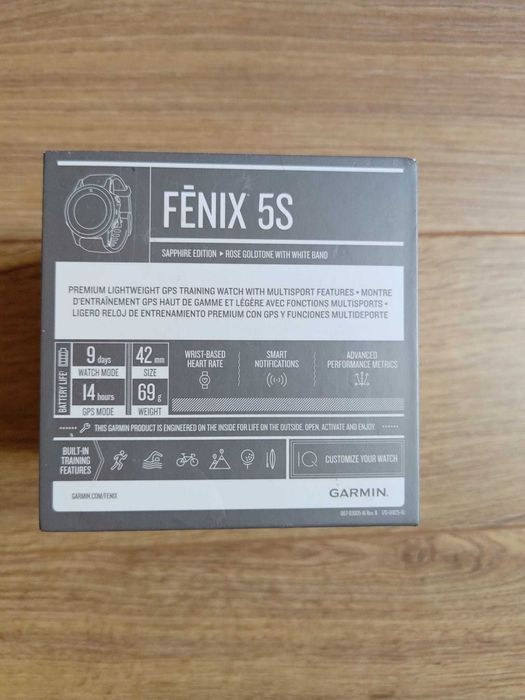 FĒNIX® 5S
SAPPHIRE EDITION ▸ ROSE GOLDTONE WITH WHITE BAND
PREMIUM LIGHTWEIGHT GPS TRAINING WATCH WITH MULTISPORT FEATURES • MONTRE
D'ENTRAÎNEMENT GPS HAUT DE GAMME ET LÉGÈRE AVEC FONCTIONS MULTISPORTS •
LIGERO RELOJ DE ENTRENAMIENTO PREMIUM CON GPS Y FUNCIONES MULTIDEPORTE
BATTERY LIFE:
9 days
WATCH MODE
14 hours
GPS MODE
42 mm
SIZE
69 g
WEIGHT
WRIST-BASED
HEART RATE
SMART
NOTIFICATIONS
ADVANCED
PERFORMANCE METRICS
THIS GARMIN PRODUCT IS ENGINEERED ON THE INSIDE FOR LIFE ON THE OUTSIDE. OPEN, ACTIVATE AND ENJOY.
BUILT-IN
TRAINING
FEATURES
IQ CUSTOMIZE YOUR WATCH
GARMIN.COM/FENIX
GARMIN.